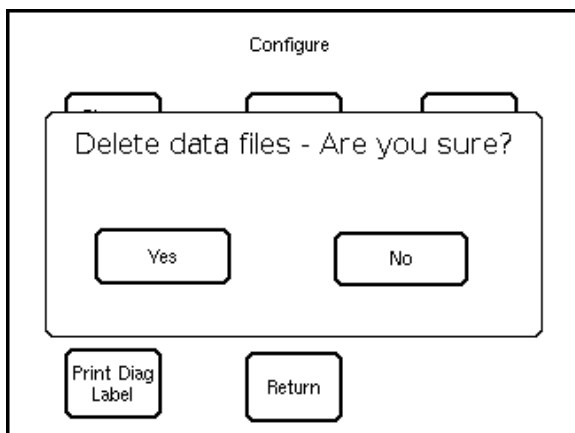 Configure
Delete data files - Are you sure?
Yes
No
Print Diag
Label
Return